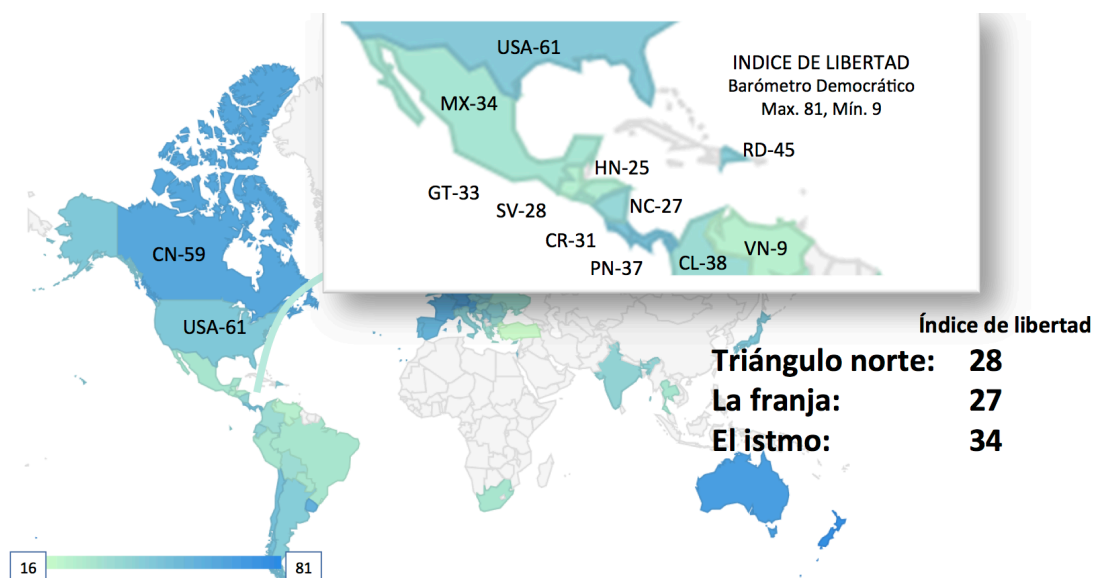 USA-61
INDICE DE LIBERTAD
Barómetro Democrático
Max. 81, Mín. 9
MX-34
RD-45
HN-25
GT-33
SV-28
NC-27
CR-31
PN-37
CL-38
VN-9
CN-59
USA-61
Índice de libertad
Triángulo norte: 28
La franja: 27
El istmo: 34
16
81